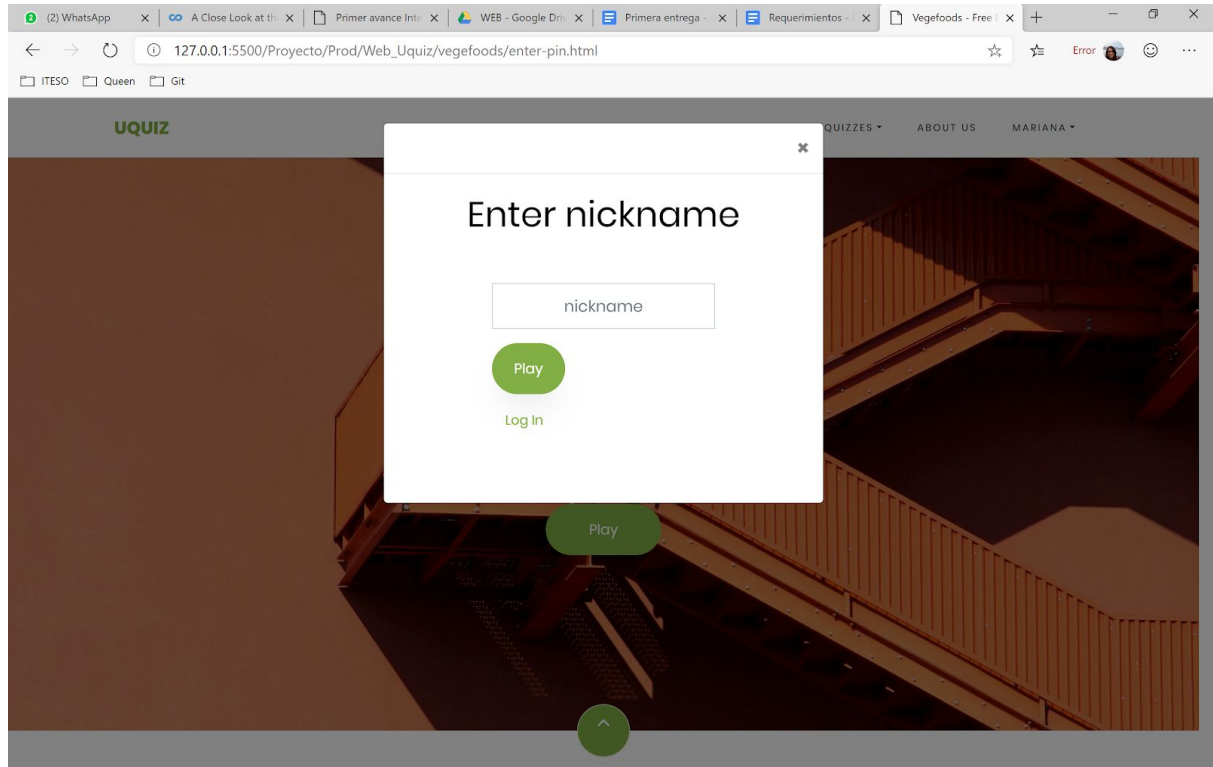 (2) WhatsApp
A Close Look at th
Primer avance Inte
WEB - Google Driv
Primera entrega -
Requerimientos -
Vegefoods - Free
127.0.0.1:5500/Proyecto/Prod/Web_Uquiz/vegefoods/enter-pin.html
Error
ITESO Queen Git
UQUIZ
QUIZZES ABOUT US MARIANA
Enter nickname
nickname
Play
Log In
Play